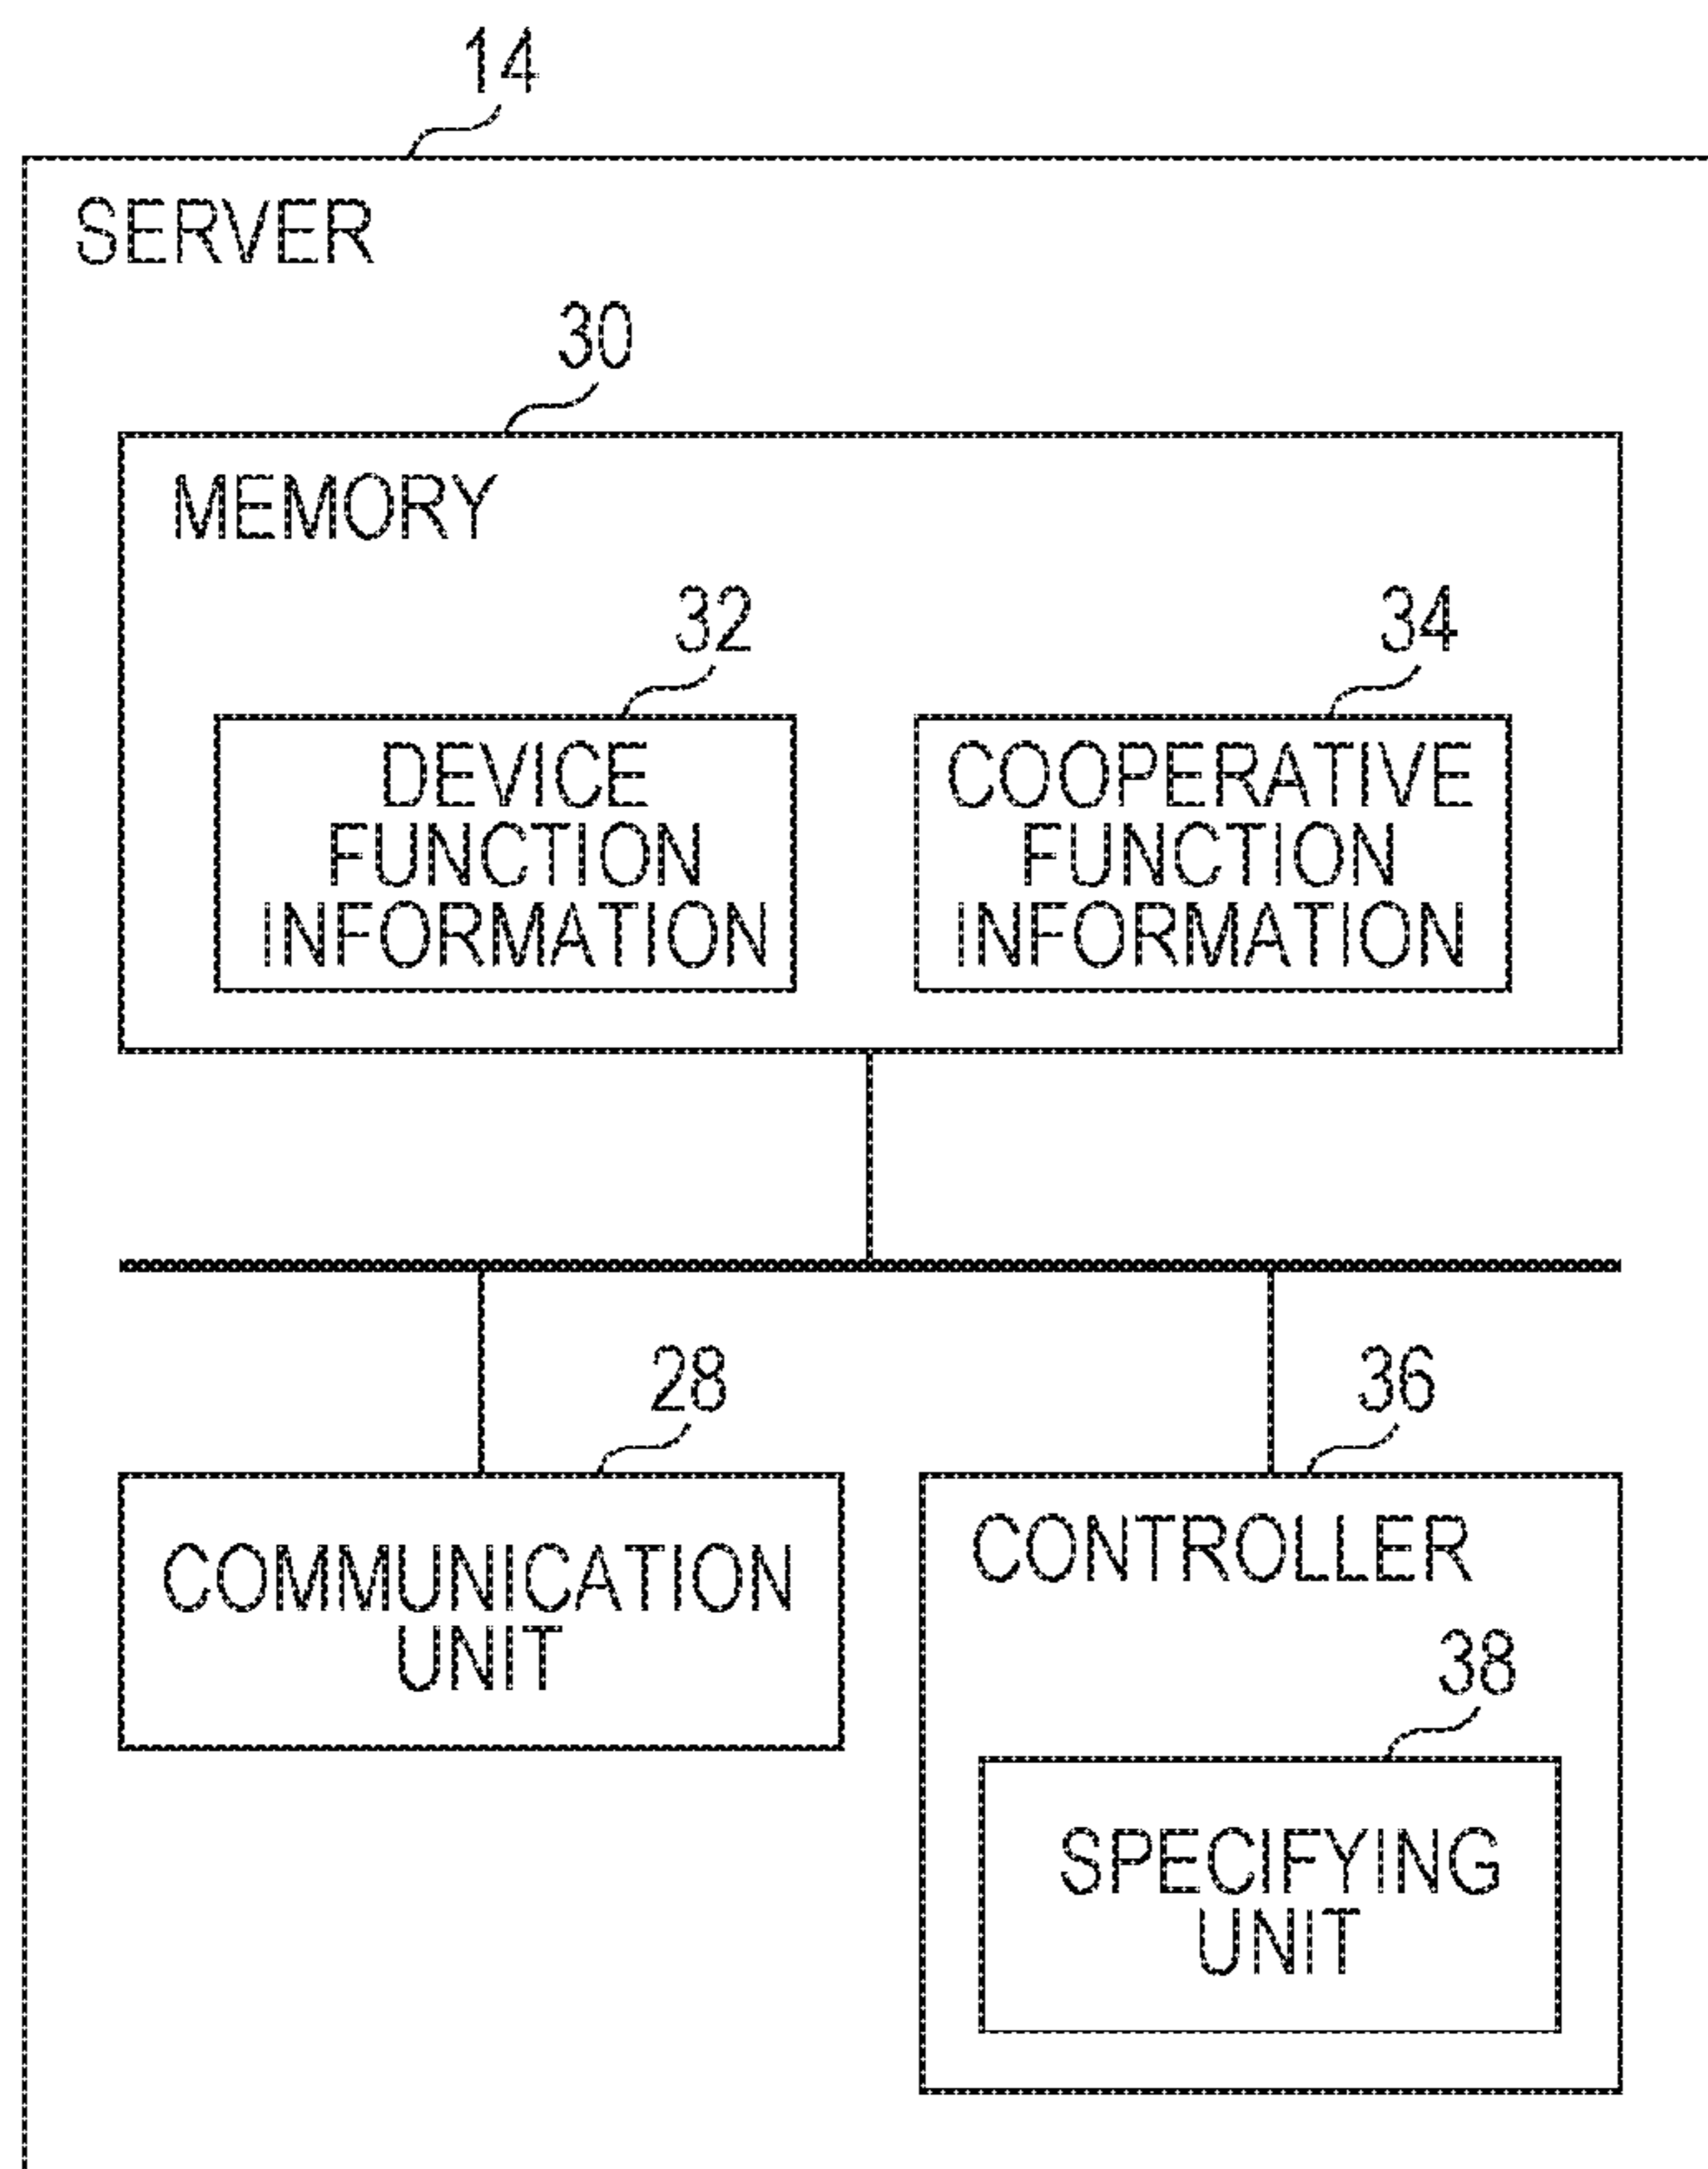 14
SERVER
30
MEMORY
32
34
DEVICE
FUNCTION
INFORMATION
COOPERATIVE
FUNCTION
INFORMATION
28
36
COMMUNICATION
UNIT
CONTROLLER
38
SPECIFYING
UNIT